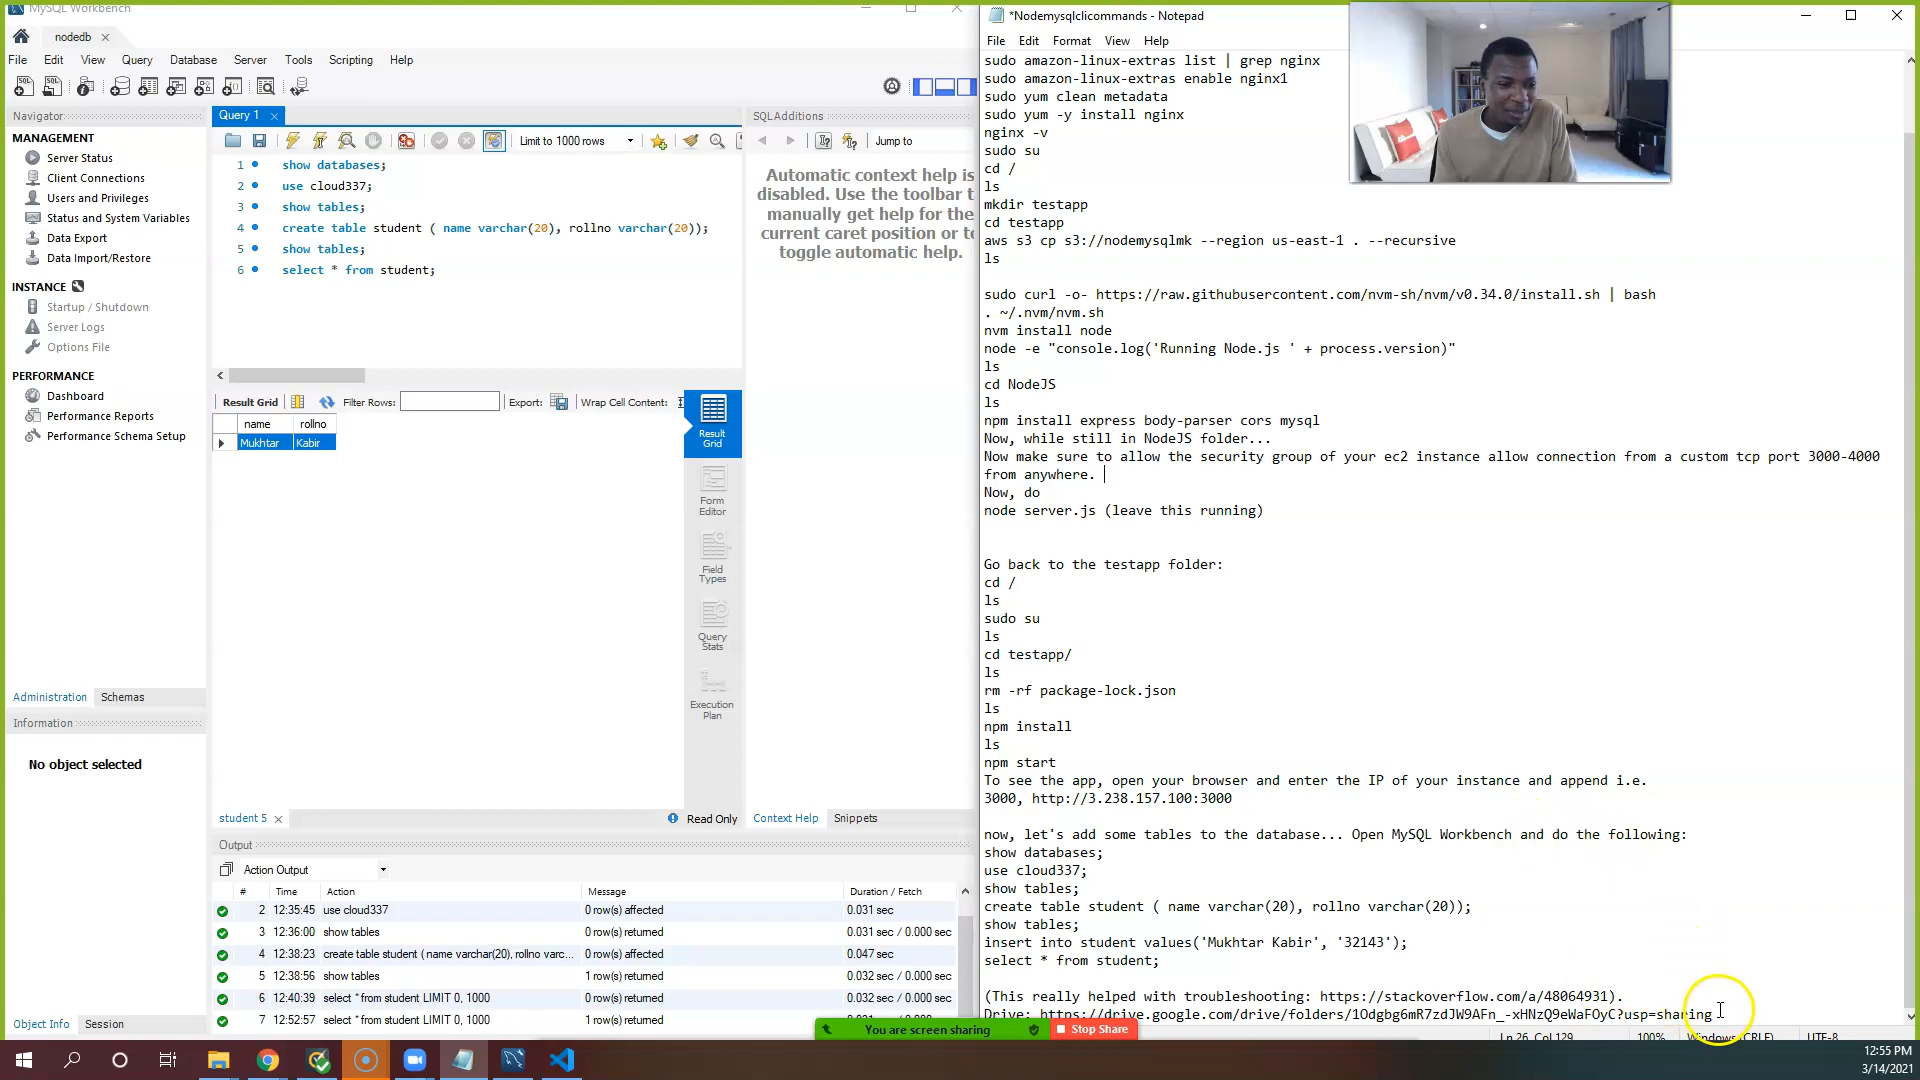 MySQL Workbench
nodedb
File Edit View Query Database Server Tools Scripting Help
Navigator
MANAGEMENT
Server Status
Client Connections
Users and Privileges
Status and System Variables
Data Export
Data Import/Restore
INSTANCE
Startup / Shutdown
Server Logs
Options File
PERFORMANCE
Dashboard
Performance Reports
Performance Schema Setup
Administration Schemas
Information
No object selected
Object Info Session
Query 1
Limit to 1000 rows
1 show databases;
2 use cloud337;
3 show tables;
4 create table student ( name varchar(20), rollno varchar(20));
5 show tables;
6 select * from student;
Result Grid Filter Rows: Export: Wrap Cell Content:
name rollno
Mukhtar Kabir
Result
Grid
Form
Editor
Field
Types
Query
Stats
Execution
Plan
student 5
Read Only
SQLAdditions
Jump to
Automatic context help is
disabled. Use the toolbar t
manually get help for the
current caret position or to
toggle automatic help.
Context Help Snippets
Output
Action Output
# Time Action Message Duration / Fetch
2 12:35:45 use cloud337 0 row(s) affected 0.031 sec
3 12:36:00 show tables 0 row(s) returned 0.031 sec / 0.000 sec
4 12:38:23 create table student ( name varchar(20), rollno varc... 0 row(s) affected 0.047 sec
5 12:38:56 show tables 1 row(s) returned 0.032 sec / 0.000 sec
6 12:40:39 select * from student LIMIT 0, 1000 0 row(s) returned 0.032 sec / 0.000 sec
7 12:52:57 select * from student LIMIT 0, 1000 1 row(s) returned
*Nodemysqlclicommands - Notepad
File Edit Format View Help
sudo amazon-linux-extras list | grep nginx
sudo amazon-linux-extras enable nginx1
sudo yum clean metadata
sudo yum -y install nginx
nginx -v
sudo su
cd /
ls
mkdir testapp
cd testapp
aws s3 cp s3://nodemysqlmk --region us-east-1 . --recursive
ls
sudo curl -o- https://raw.githubusercontent.com/nvm-sh/nvm/v0.34.0/install.sh | bash
. ~/.nvm/nvm.sh
nvm install node
node -e "console.log('Running Node.js ' + process.version)"
ls
cd NodeJS
ls
npm install express body-parser cors mysql
Now, while still in NodeJS folder...
Now make sure to allow the security group of your ec2 instance allow connection from a custom tcp port 3000-4000
from anywhere.
Now, do
node server.js (leave this running)
Go back to the testapp folder:
cd /
ls
sudo su
ls
cd testapp/
ls
rm -rf package-lock.json
ls
npm install
ls
npm start
To see the app, open your browser and enter the IP of your instance and append i.e.
3000, http://3.238.157.100:3000
now, let's add some tables to the database... Open MySQL Workbench and do the following:
show databases;
use cloud337;
show tables;
create table student ( name varchar(20), rollno varchar(20));
show tables;
insert into student values('Mukhtar Kabir', '32143');
select * from student;
(This really helped with troubleshooting: https://stackoverflow.com/a/48064931).
Drive: https://drive.google.com/drive/folders/1Odgbg6mR7zdJW9AFn_-xHNzQ9eWaFOyC?usp=sharing
Ln 26, Col 129 100% Windows (CRLF) UTF-8
You are screen sharing Stop Share
12:55 PM
3/14/2021